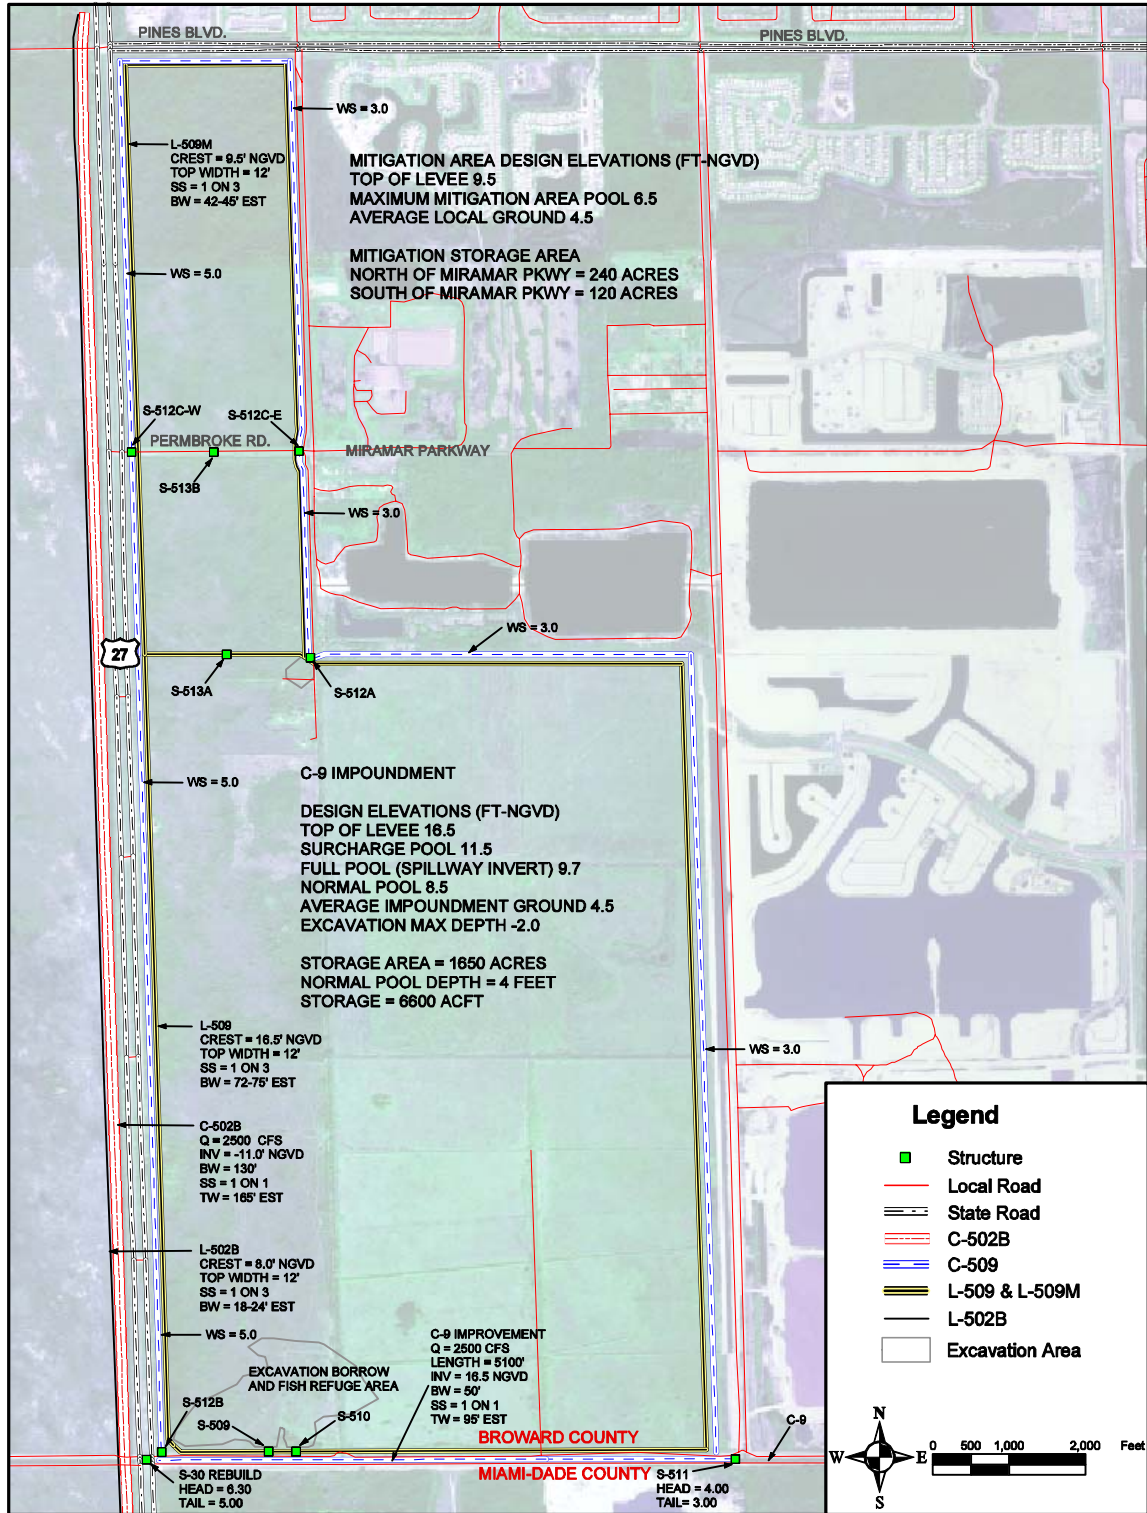 PINES BLVD.
PINES BLVD.
WS = 3.0
L-509M
CREST = 9.5' NGVD
TOP WIDTH = 12'
SS = 1 ON 3
BW = 42-45' EST
MITIGATION AREA DESIGN ELEVATIONS (FT-NGVD)
TOP OF LEVEE 9.5
MAXIMUM MITIGATION AREA POOL 6.5
AVERAGE LOCAL GROUND 4.5
MITIGATION STORAGE AREA
NORTH OF MIRAMAR PKWY = 240 ACRES
SOUTH OF MIRAMAR PKWY = 120 ACRES
WS = 5.0
S-512C-W
S-512C-E
PERMBROKE RD.
MIRAMAR PARKWAY
S-513B
WS = 3.0
WS = 3.0
27
S-513A
S-512A
WS = 5.0
C-9 IMPOUNDMENT
DESIGN ELEVATIONS (FT-NGVD)
TOP OF LEVEE 16.5
SURCHARGE POOL 11.5
FULL POOL (SPILLWAY INVERT) 9.7
NORMAL POOL 8.5
AVERAGE IMPOUNDMENT GROUND 4.5
EXCAVATION MAX DEPTH -2.0
STORAGE AREA = 1650 ACRES
NORMAL POOL DEPTH = 4 FEET
STORAGE = 6600 ACFT
L-509
CREST = 16.5' NGVD
TOP WIDTH = 12'
SS = 1 ON 3
BW = 72-75' EST
WS = 3.0
C-502B
Q = 2500 CFS
INV = -11.0' NGVD
BW = 130'
SS = 1 ON 1
TW = 165' EST
L-502B
CREST = 8.0' NGVD
TOP WIDTH = 12'
SS = 1 ON 3
BW = 18-24' EST
WS = 5.0
C-9 IMPROVEMENT
Q = 2500 CFS
LENGTH = 5100'
INV = 16.5 NGVD
BW = 50'
SS = 1 ON 1
TW = 95' EST
EXCAVATION BORROW
AND FISH REFUGE AREA
S-512B
S-509
S-510
BROWARD COUNTY
MIAMI-DADE COUNTY
C-9
S-30 REBUILD
HEAD = 6.30
TAIL = 5.00
S-511
HEAD = 4.00
TAIL= 3.00
Legend
Structure
Local Road
State Road
C-502B
C-509
L-509 & L-509M
L-502B
Excavation Area
N
W
E
S
0 500 1,000 2,000 Feet